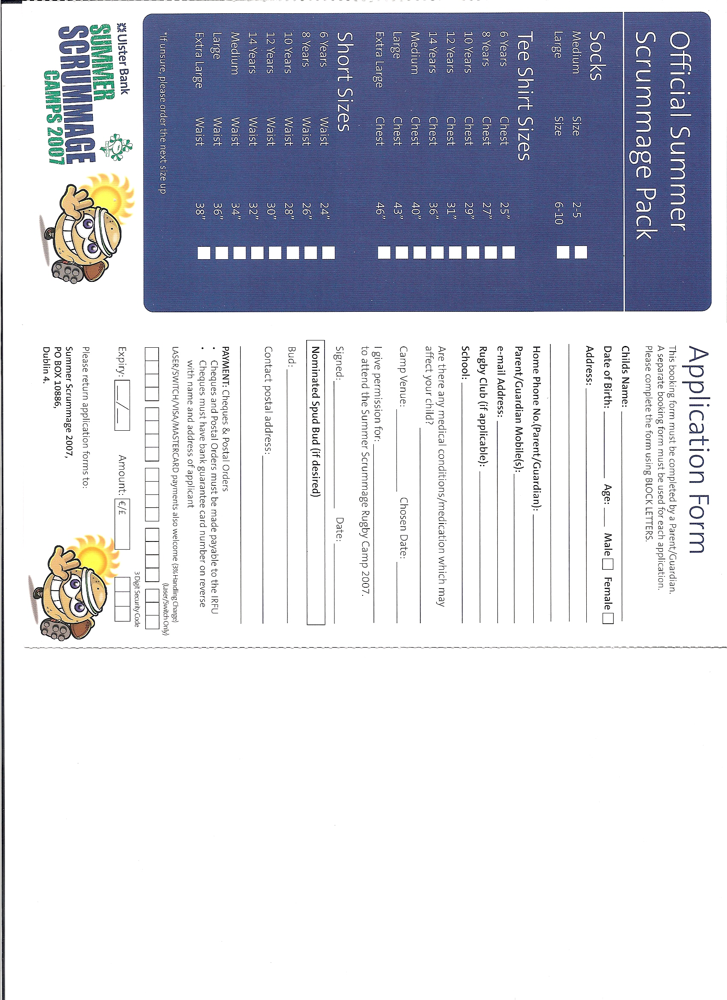 Official Summer
Scrummage Pack
Socks
Medium Size 2-5
Large Size 6-10
Tee Shirt Sizes
6 Years Chest 25”
8 Years Chest 27”
10 Years Chest 29”
12 Years Chest 31”
14 Years Chest 36”
Medium Chest 40”
Large Chest 43”
Extra Large Chest 46”
Short Sizes
6 Years Waist 24”
8 Years Waist 26”
10 Years Waist 28”
12 Years Waist 30”
14 Years Waist 32”
Medium Waist 34”
Large Waist 36”
Extra Large Waist 38”
*If unsure, please order the next size up
Ulster Bank
SUMMER
SCRUMMAGE
CAMPS 2007
Application Form
This booking form must be completed by a Parent/Guardian.
A separate booking form must be used for each application.
Please complete the form using BLOCK LETTERS.
Childs Name:
Date of Birth: Age: Male Female
Address:
Home Phone No.(Parent/Guardian):
Parent/Guardian Mobile(s):
e-mail Address:
Rugby Club (if applicable):
School:
Are there any medical conditions/medication which may
affect your child?
Camp Venue: Chosen Date:
I give permission for:
to attend the Summer Scrummage Rugby Camp 2007.
Signed: Date:
Nominated Spud Bud (if desired)
Bud:
Contact postal address:
PAYMENT: Cheques & Postal Orders
• Cheques and Postal Orders must be made payable to the IRFU
• Cheques must have bank guarantee card number on reverse
with name and address of applicant
LASER/SWITCH/VISA/MASTERCARD payments also welcome (3% Handling Charge)
(Laser/Switch Only)
3 Digit Security Code
Expiry: __/__ Amount: €/£
Please return application forms to:
Summer Scrummage 2007,
PO BOX 10886,
Dublin 4.